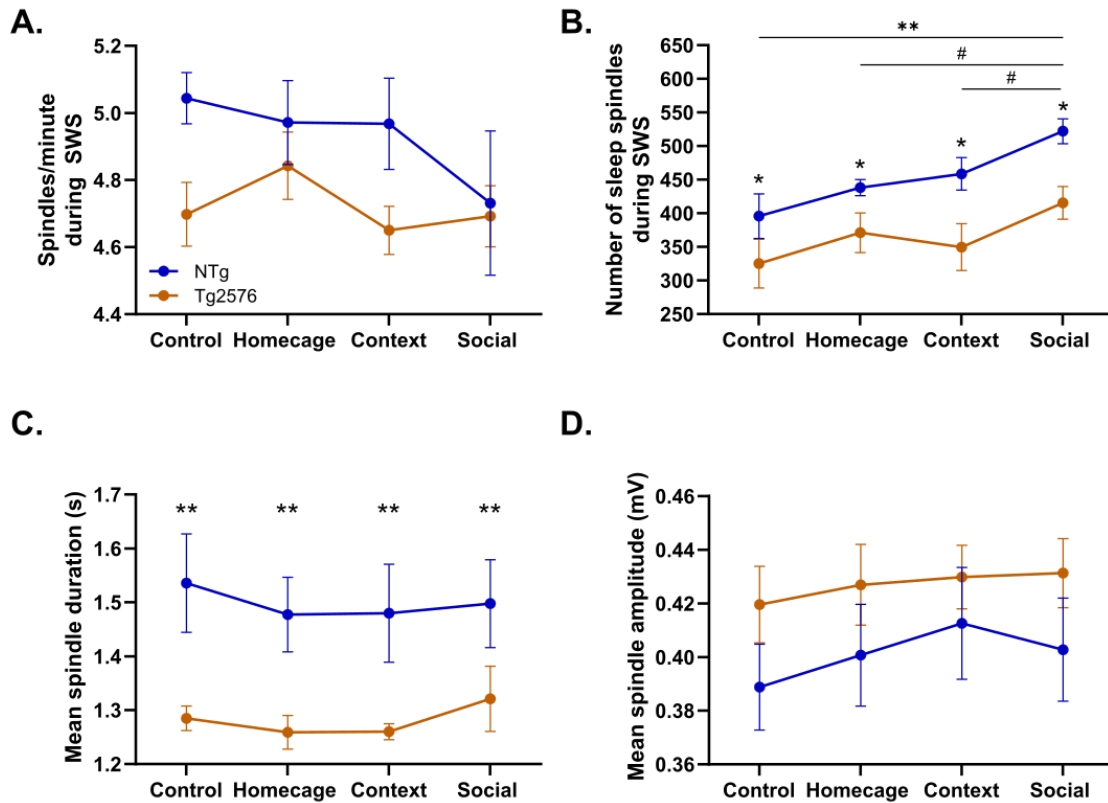 A.
Spindles/minute
during SWS
5.2
5.0
4.8
4.6
4.4
NTg
Tg2576
Control Homecage Context Social
B.
Number of sleep spindles
during SWS
650
600
550
500
450
400
350
300
250
**
#
#
* * * *
Control Homecage Context Social
C.
Mean spindle duration (s)
1.7
1.6
1.5
1.4
1.3
1.2
** ** ** **
Control Homecage Context Social
D.
Mean spindle amplitude (mV)
0.46
0.44
0.42
0.40
0.38
0.36
Control Homecage Context Social